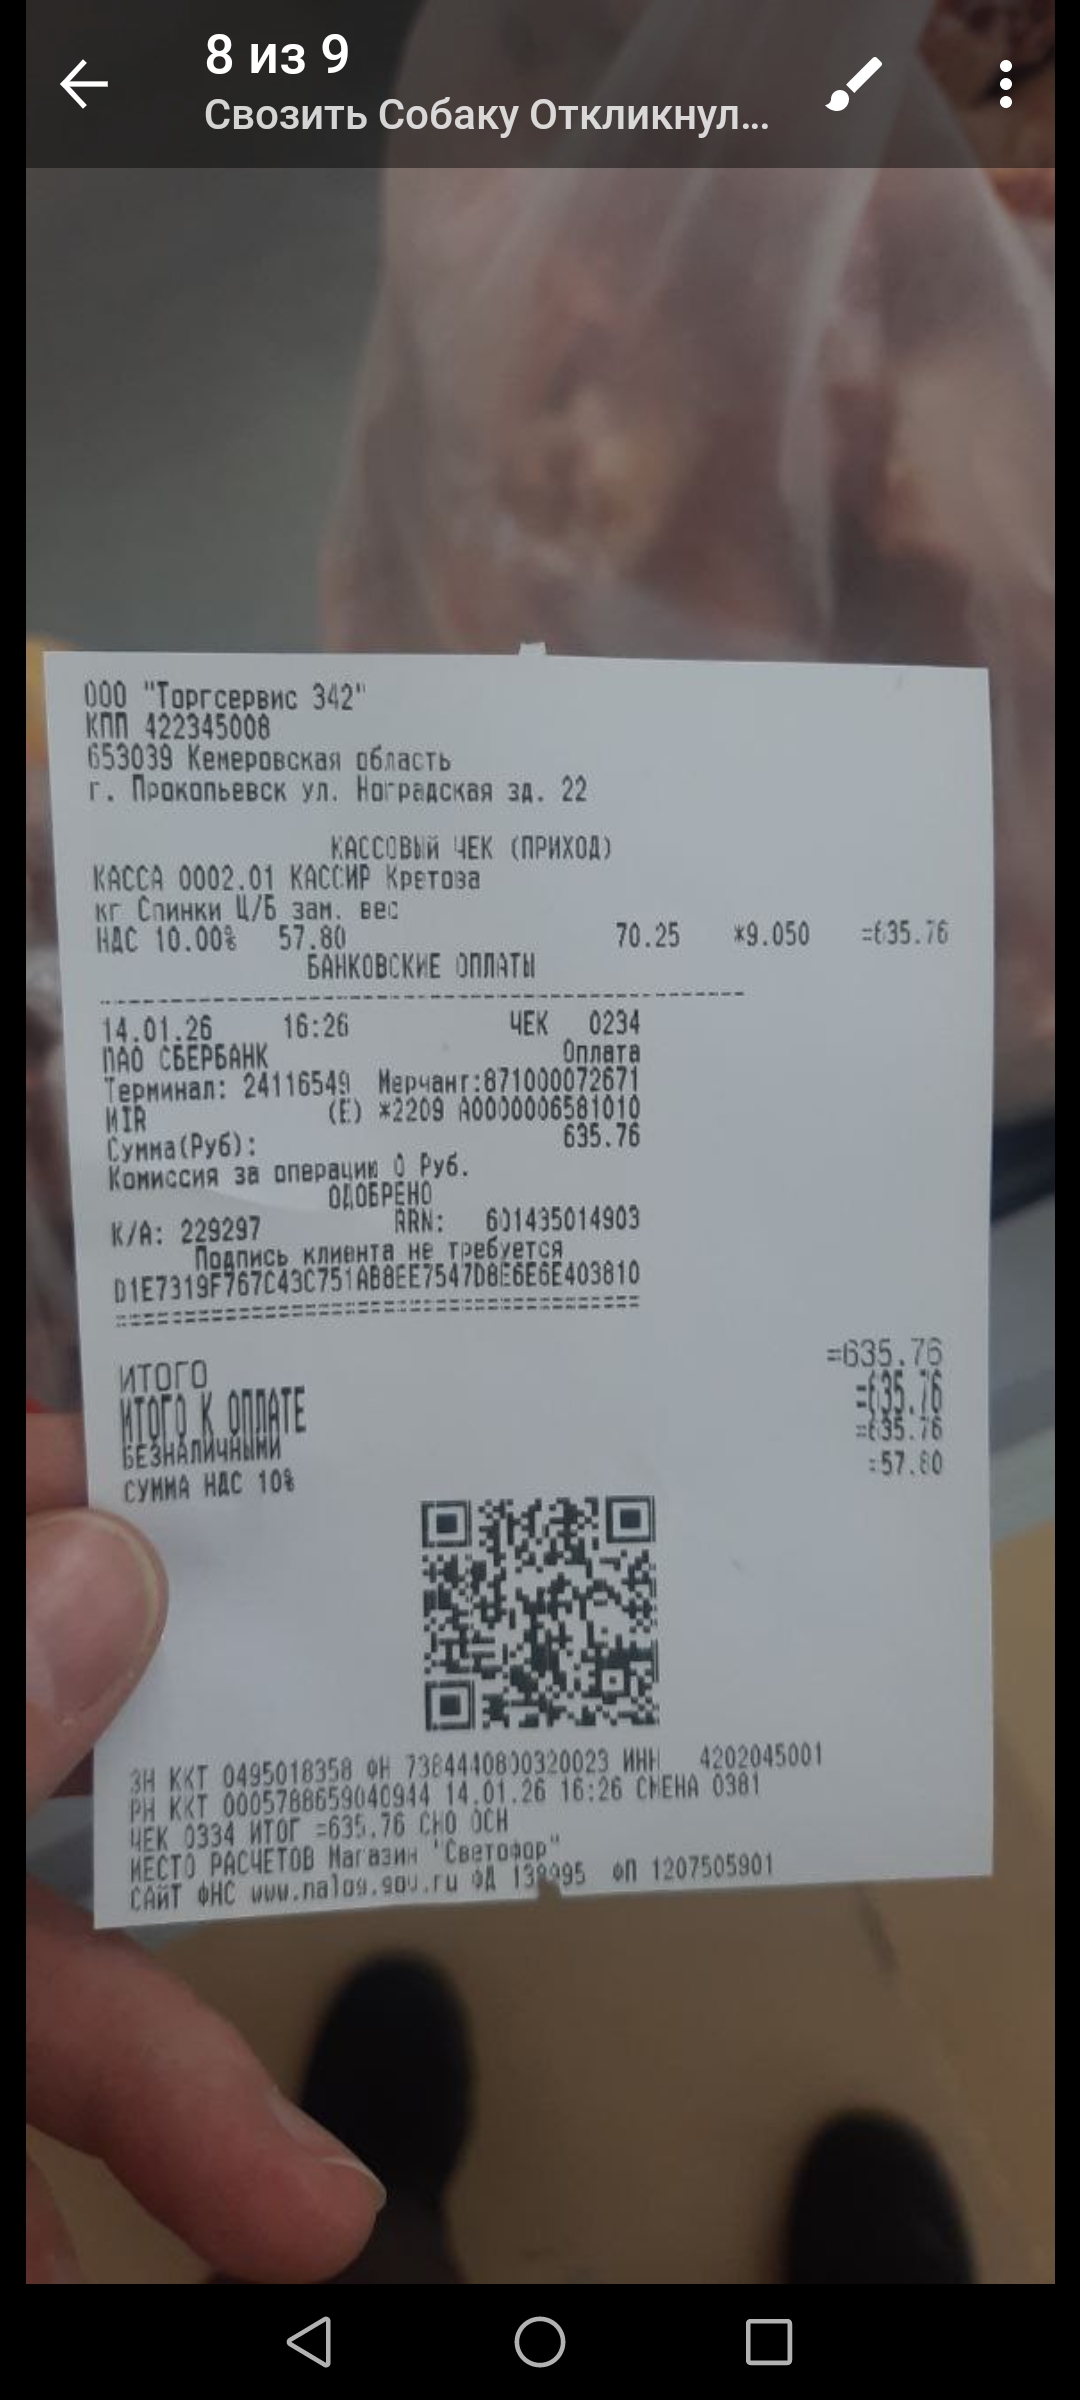 8 из 9
Свозить Собаку Откликнул...
ООО "Торгсервис 342"
КПП 422345008
653039 Кемеровская область
г. Прокопьевск ул. Ноградская зд. 22
КАССОВЫЙ ЧЕК (ПРИХОД)
КАССА 0002.01 КАССИР Кретова
кг Спинки Ц/Б зам. вес
НДС 10.00% 57.80 70.25 *9.050 =635.76
БАНКОВСКИЕ ОПЛАТЫ
14.01.26 16:26 ЧЕК 0234
ПАО СБЕРБАНК Оплата
Терминал: 24116549 Мерчант:871000072671
MIR (E) *2209 A0000006581010
Сумма(Руб): 635.76
Комиссия за операцию 0 Руб.
ОДОБРЕНО
К/А: 229297 RRN: 601435014903
Подпись клиента не требуется
D1E7319F767C43C751AB8EE7547D8E6E6E403810
ИТОГО =635.76
ИТОГО К ОПЛАТЕ =635.76
БЕЗНАЛИЧНЫМИ =635.76
СУММА НДС 10% =57.80
ЗН ККТ 0495018358 ФН 7384440800320023 ИНН 4202045001
РН ККТ 0005788659040944 14.01.26 16:26 СМЕНА 0381
ЧЕК 0334 ИТОГ =635.76 СНО ОСН
МЕСТО РАСЧЕТОВ Магазин "Светофор"
САЙТ ФНС www.nalog.gov.ru ФД ФП 1207505901